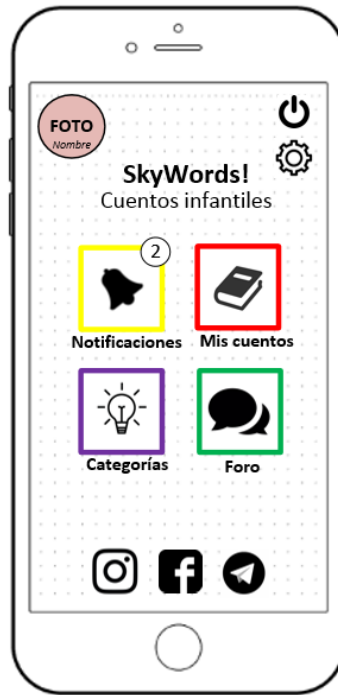 FOTO
Nombre
SkyWords!
Cuentos infantiles
2
Notificaciones
Mis cuentos
Categorías
Foro